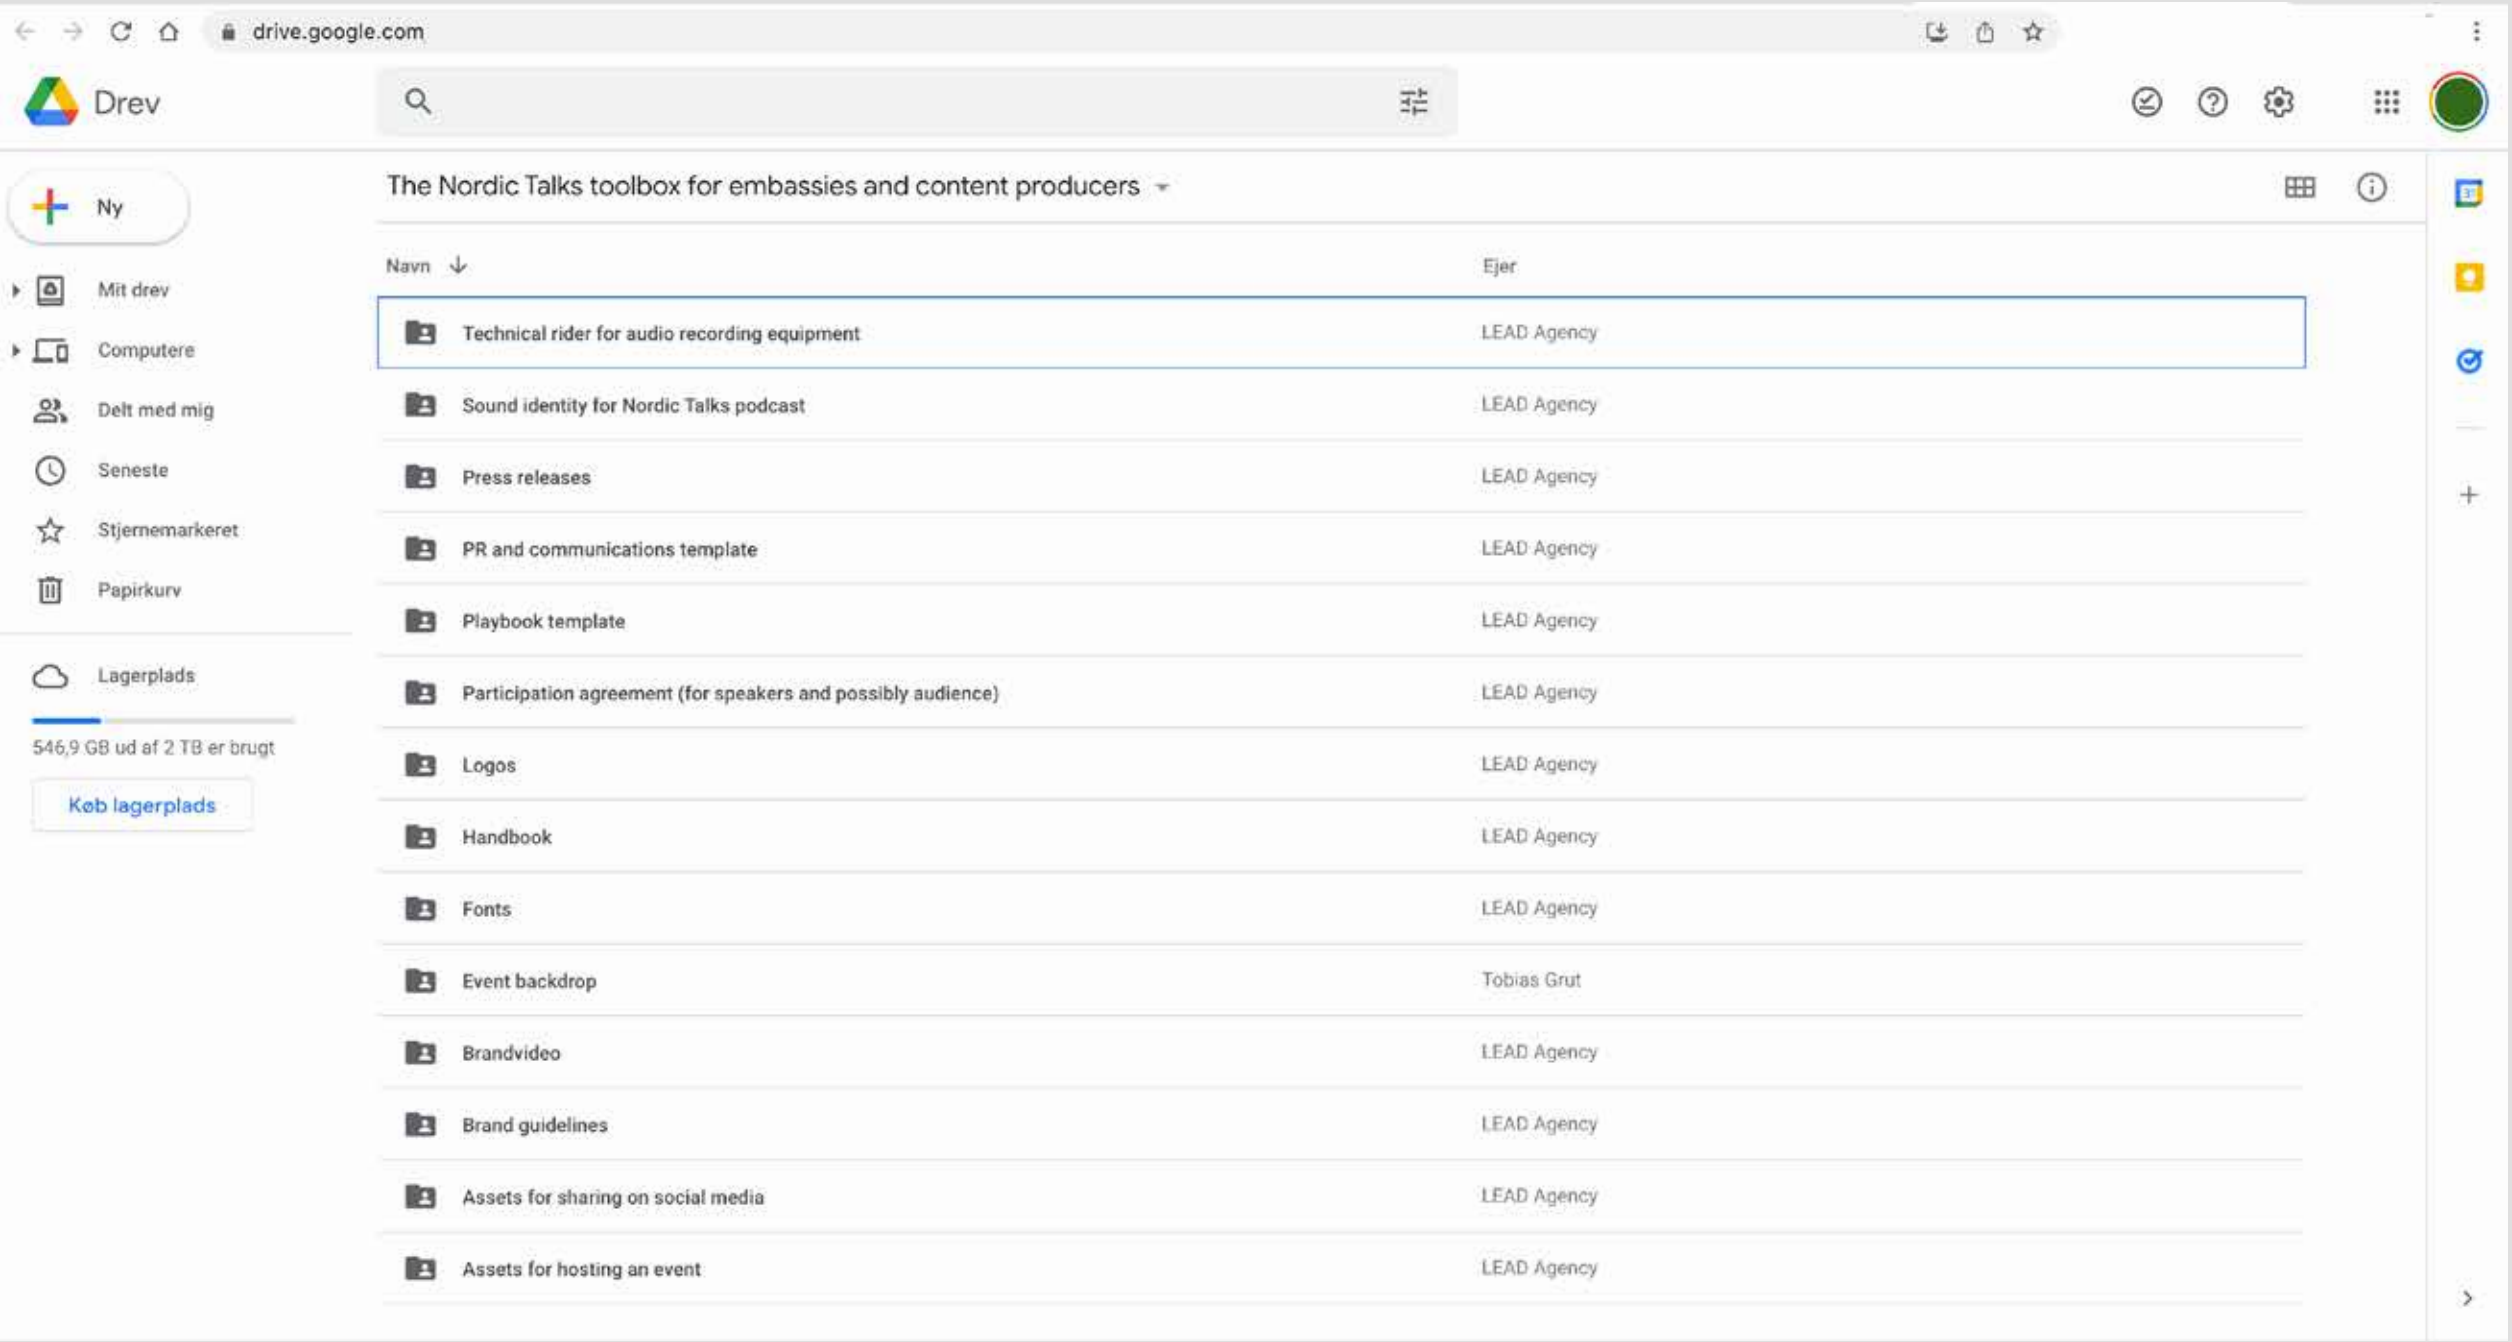 drive.google.com
Drev
Ny
The Nordic Talks toolbox for embassies and content producers
Navn Ejer
Mit drev
Computere
Delt med mig
Seneste
Stjernemarkeret
Papirkurv
Lagerplads
546,9 GB ud af 2 TB er brugt
Køb lagerplads
Technical rider for audio recording equipment LEAD Agency
Sound identity for Nordic Talks podcast LEAD Agency
Press releases LEAD Agency
PR and communications template LEAD Agency
Playbook template LEAD Agency
Participation agreement (for speakers and possibly audience) LEAD Agency
Logos LEAD Agency
Handbook LEAD Agency
Fonts LEAD Agency
Event backdrop Tobias Grut
Brandvideo LEAD Agency
Brand guidelines LEAD Agency
Assets for sharing on social media LEAD Agency
Assets for hosting an event LEAD Agency
31